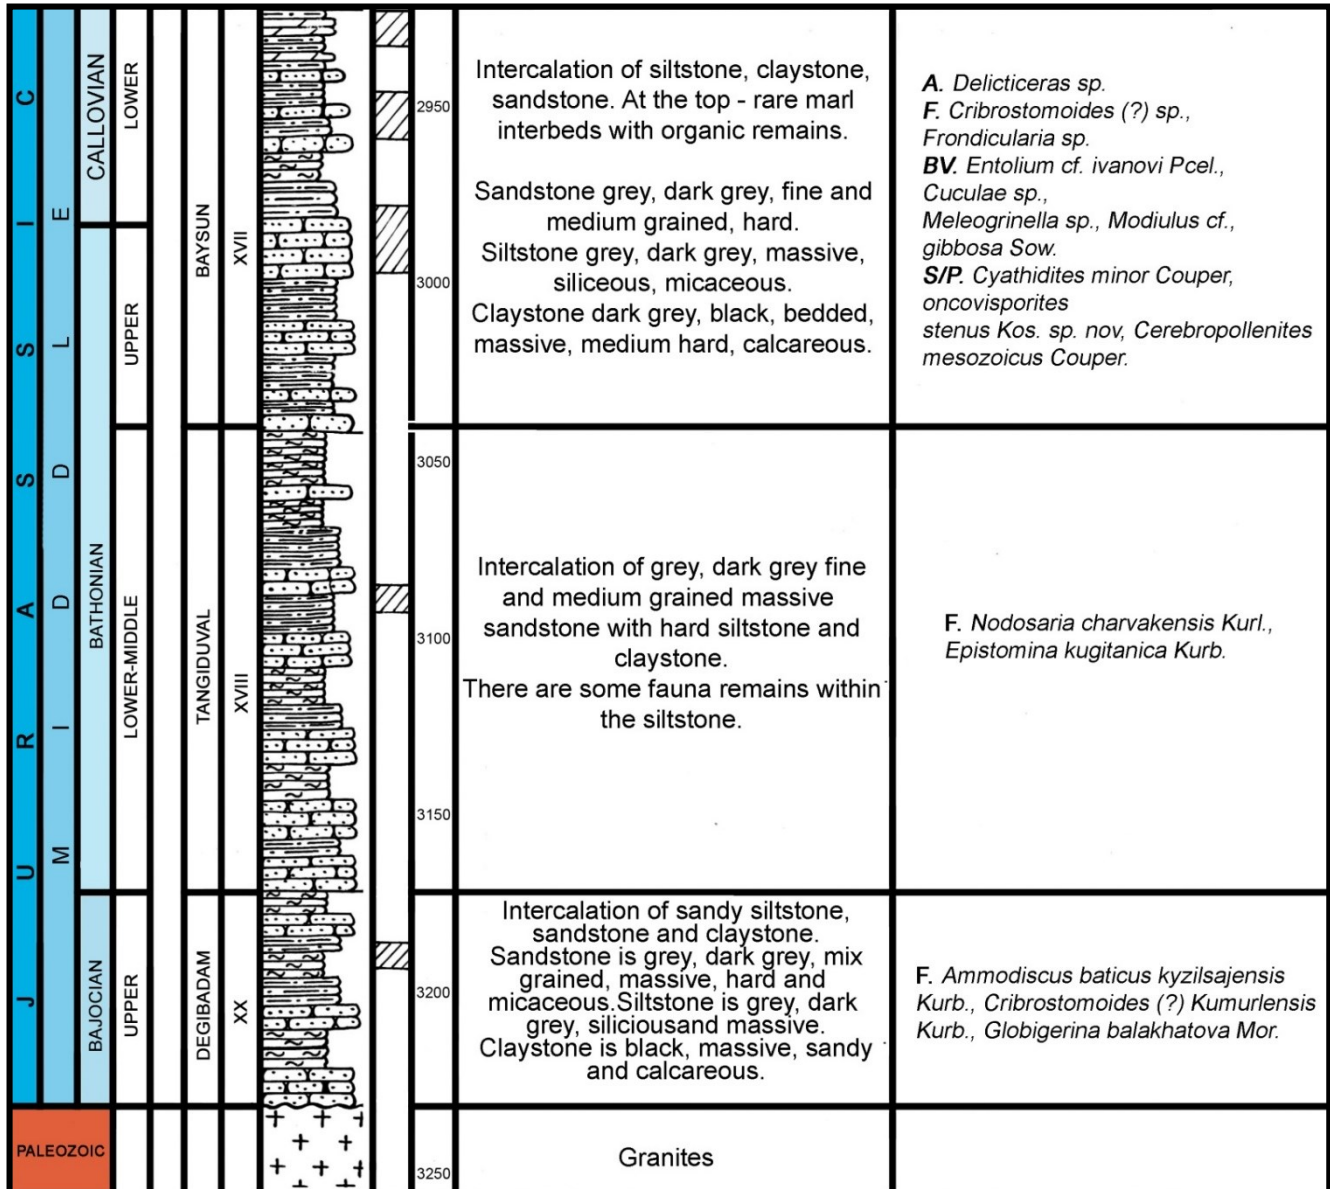 JURASSIC
MIDDLE
CALLOVIAN
LOWER
BATHONIAN
UPPER
LOWER-MIDDLE
BAJOCIAN
UPPER
PALEOZOIC
BAYSUN
XVII
TANGIDUVAL
XVIII
DEGIBADAM
XX
2950
3000
3050
3100
3150
3200
3250
Intercalation of siltstone, claystone,
sandstone. At the top - rare marl
interbeds with organic remains.
Sandstone grey, dark grey, fine and
medium grained, hard.
Siltstone grey, dark grey, massive,
siliceous, micaceous.
Claystone dark grey, black, bedded,
massive, medium hard, calcareous.
A. Delicticeras sp.
F. Cribrostomoides (?) sp.,
Frondicularia sp.
BV. Entolium cf. ivanovi Pcel.,
Cuculae sp.,
Meleogrinella sp., Modiulus cf.,
gibbosa Sow.
S/P. Cyathidites minor Couper,
oncovisporites
stenus Kos. sp. nov, Cerebropollenites
mesozoicus Couper.
Intercalation of grey, dark grey fine
and medium grained massive
sandstone with hard siltstone and
claystone.
There are some fauna remains within
the siltstone.
F. Nodosaria charvakensis Kurl.,
Epistomina kugitanica Kurb.
Intercalation of sandy siltstone,
sandstone and claystone.
Sandstone is grey, dark grey, mix
grained, massive, hard and
micaceous.Siltstone is grey, dark
grey, siliciousand massive.
Claystone is black, massive, sandy
and calcareous.
F. Ammodiscus baticus kyzilsajensis
Kurb., Cribrostomoides (?) Kumurlensis
Kurb., Globigerina balakhatova Mor.
Granites